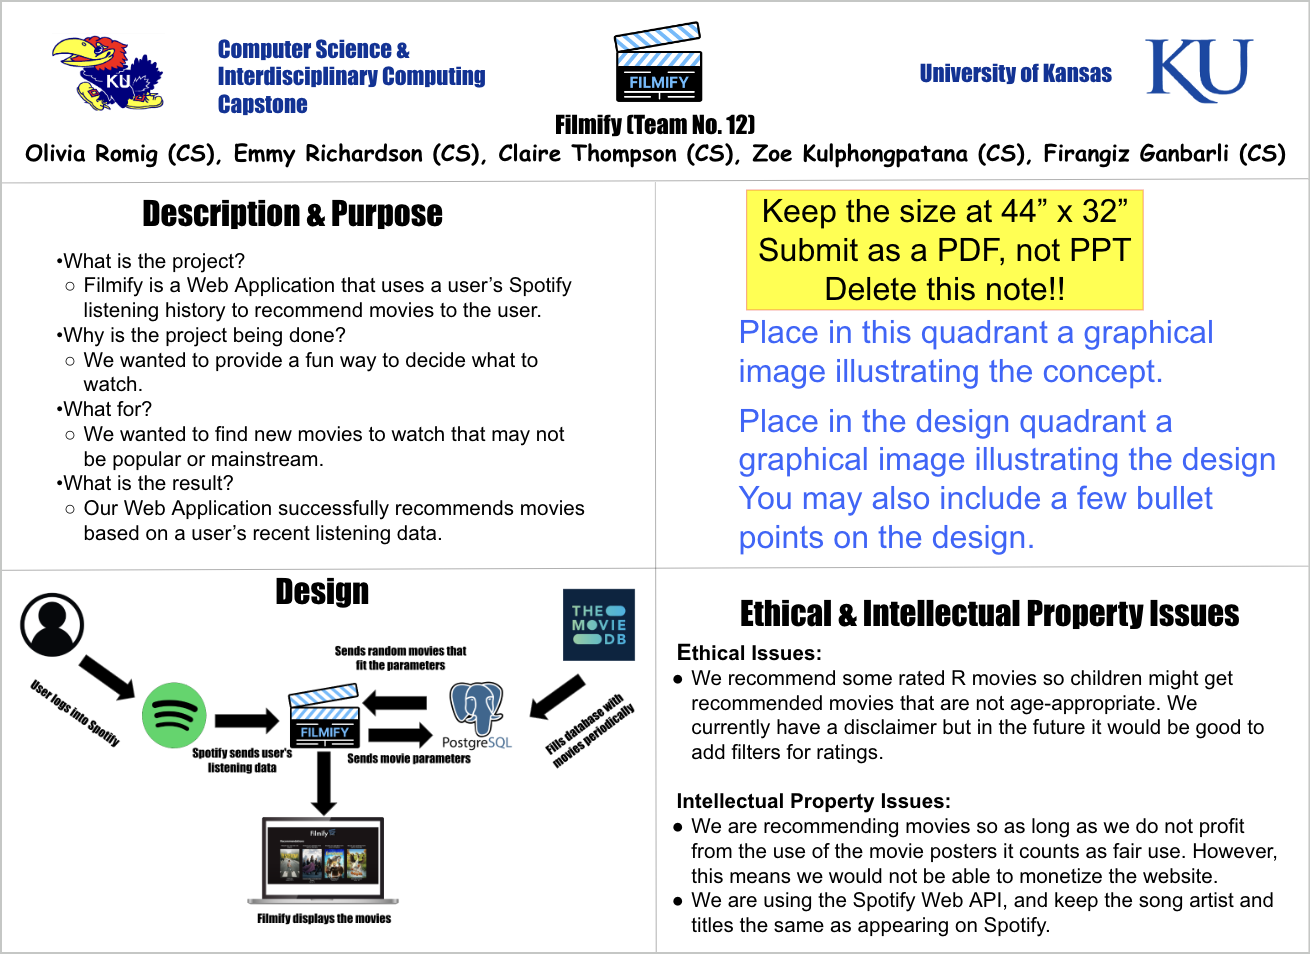 Computer Science &
Interdisciplinary Computing
Capstone
KU
FILMIFY
University of Kansas
KU
Filmify (Team No. 12)
Olivia Romig (CS), Emmy Richardson (CS), Claire Thompson (CS), Zoe Kulphongpatana (CS), Firangiz Ganbarli (CS)
Description & Purpose
•What is the project?
○ Filmify is a Web Application that uses a user’s Spotify
listening history to recommend movies to the user.
•Why is the project being done?
○ We wanted to provide a fun way to decide what to
watch.
•What for?
○ We wanted to find new movies to watch that may not
be popular or mainstream.
•What is the result?
○ Our Web Application successfully recommends movies
based on a user’s recent listening data.
Keep the size at 44” x 32”
Submit as a PDF, not PPT
Delete this note!!
Place in this quadrant a graphical
image illustrating the concept.
Place in the design quadrant a
graphical image illustrating the design
You may also include a few bullet
points on the design.
Design
THE
MOVIE
DB
Sends random movies that
fit the parameters
User logs into Spotify
FILMIFY
PostgreSQL
Fills database with
movies periodically
Spotify sends user's
listening data
Sends movie parameters
Filmify
Filmify displays the movies
Ethical & Intellectual Property Issues
Ethical Issues:
● We recommend some rated R movies so children might get
recommended movies that are not age-appropriate. We
currently have a disclaimer but in the future it would be good to
add filters for ratings.
Intellectual Property Issues:
● We are recommending movies so as long as we do not profit
from the use of the movie posters it counts as fair use. However,
this means we would not be able to monetize the website.
● We are using the Spotify Web API, and keep the song artist and
titles the same as appearing on Spotify.